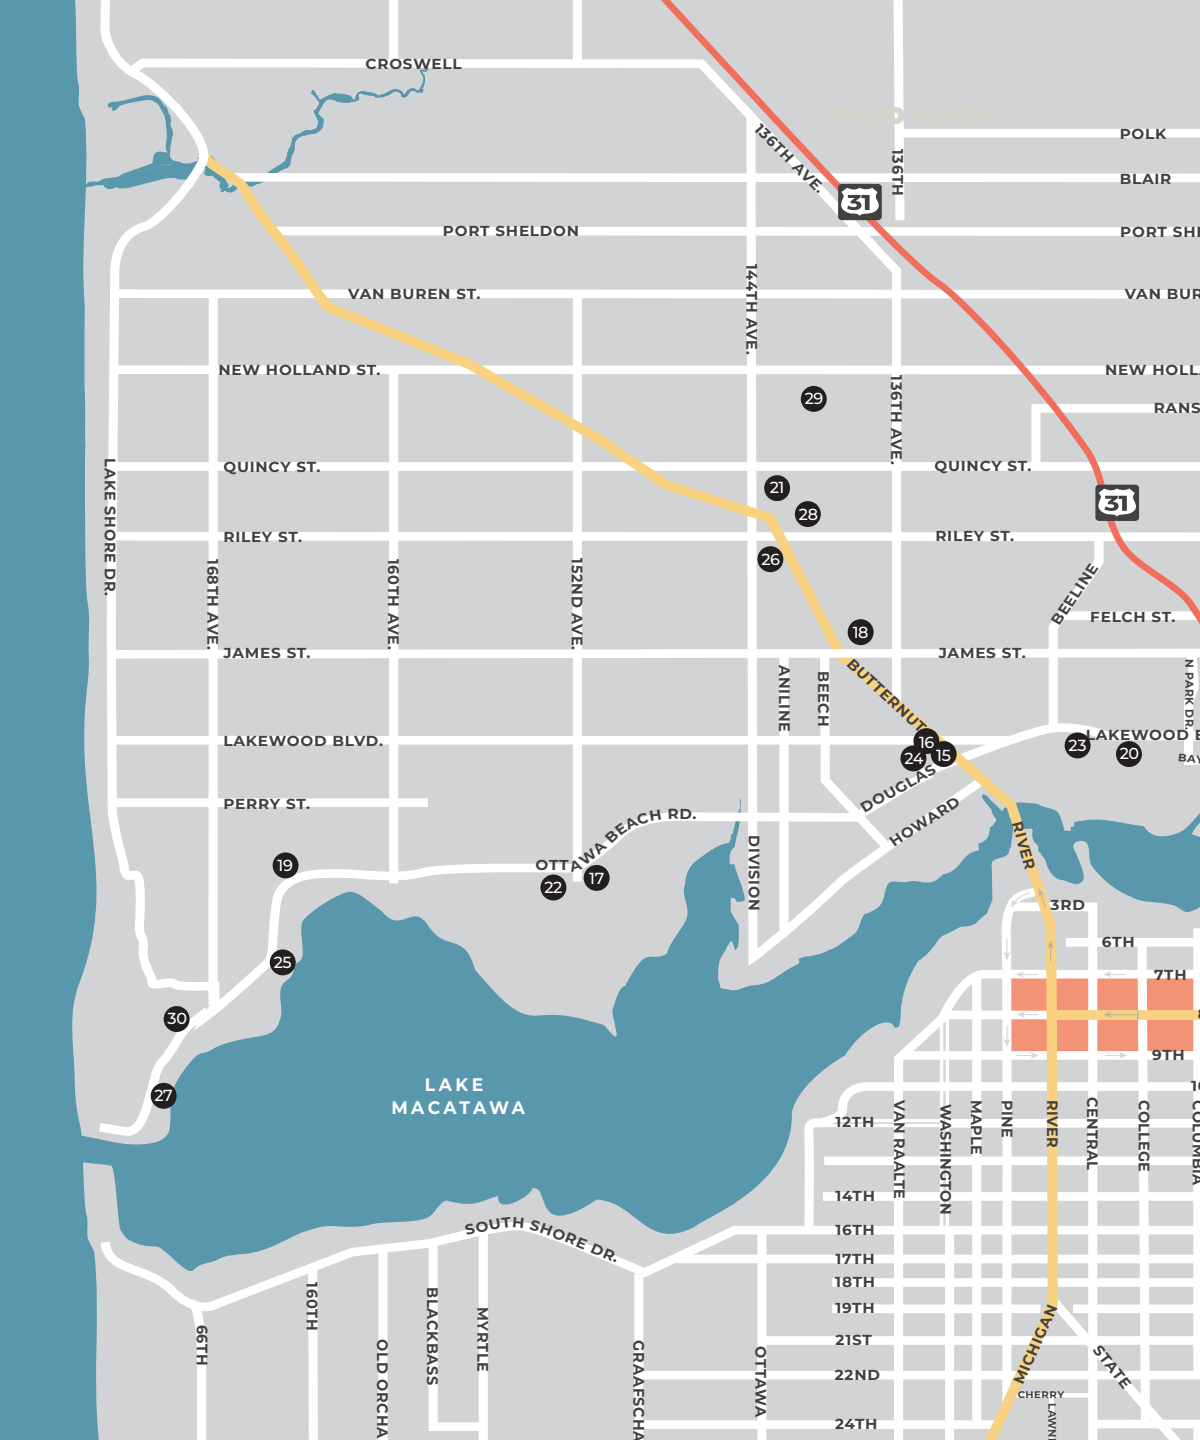 CROSWELL
POLK
136TH AVE.
136TH
BLAIR
31
PORT SHELDON
PORT SHE
144TH AVE.
VAN BUREN ST.
VAN BUR
NEW HOLLAND ST.
NEW HOLL
136TH AVE.
29
RANS
LAKE SHORE DR.
QUINCY ST.
QUINCY ST.
21
28
31
RILEY ST.
RILEY ST.
26
168TH AVE.
160TH AVE.
152ND AVE.
BEELINE
FELCH ST.
18
JAMES ST.
JAMES ST.
ANILINE
BEECH
BUTTERNUT
N PARK DR.
LAKEWOOD BLVD.
16
15
24
23
20
LAKEWOOD B
BAY
DOUGLAS
HOWARD
PERRY ST.
OTTAWA BEACH RD.
RIVER
DIVISION
19
22
17
3RD
6TH
25
7TH
30
8
9TH
27
LAKE
MACATAWA
10
12TH
VAN RAALTE
WASHINGTON
MAPLE
PINE
RIVER
CENTRAL
COLLEGE
COLUMBIA
14TH
SOUTH SHORE DR.
16TH
17TH
18TH
19TH
21ST
22ND
24TH
66TH
160TH
OLD ORCHA
BLACKBASS
MYRTLE
GRAAFSCHA
OTTAWA
MICHIGAN
STATE
CHERRY
LAWN